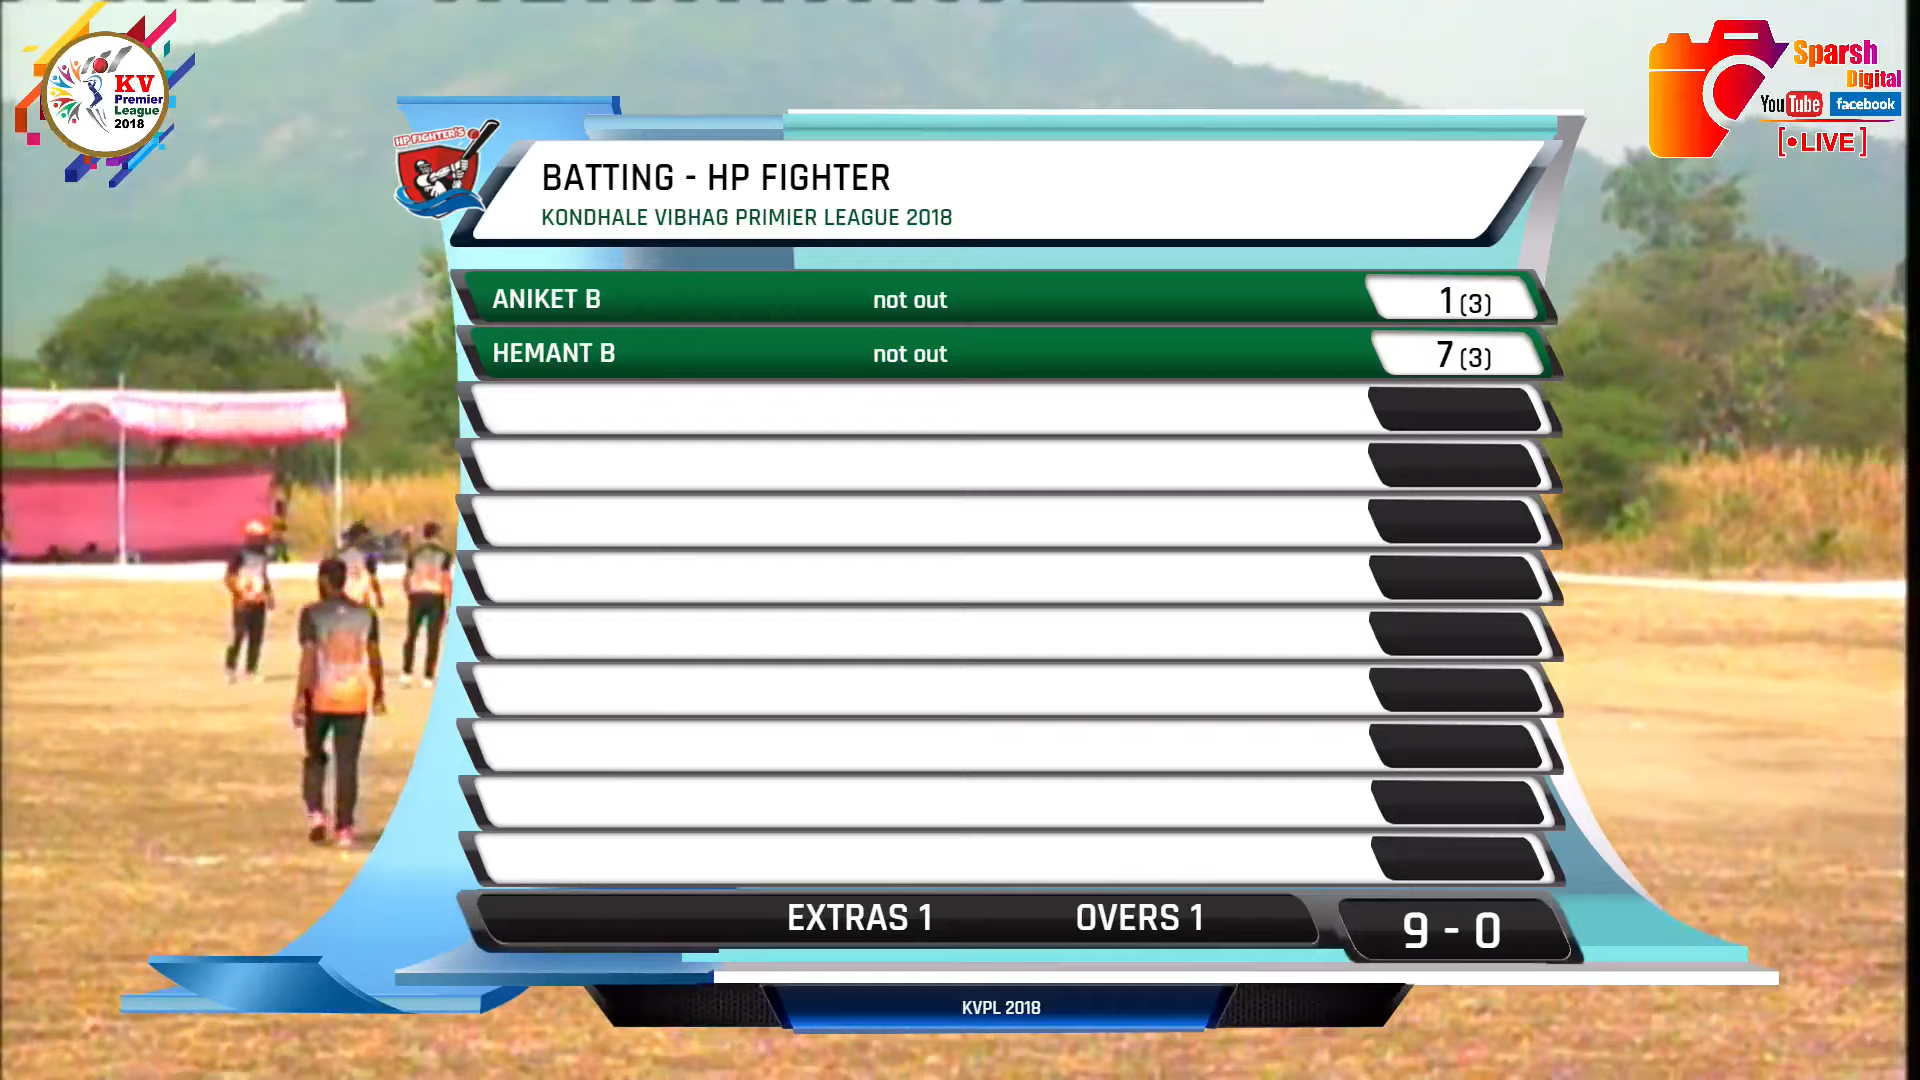 KV
Premier
League
2018
Sparsh
Digital
YouTube
facebook
[•LIVE]
HP FIGHTER'S
BATTING - HP FIGHTER
KONDHALE VIBHAG PRIMIER LEAGUE 2018
ANIKET B not out 1 (3)
HEMANT B not out 7 (3)
EXTRAS 1 OVERS 1 9 - 0
KVPL 2018